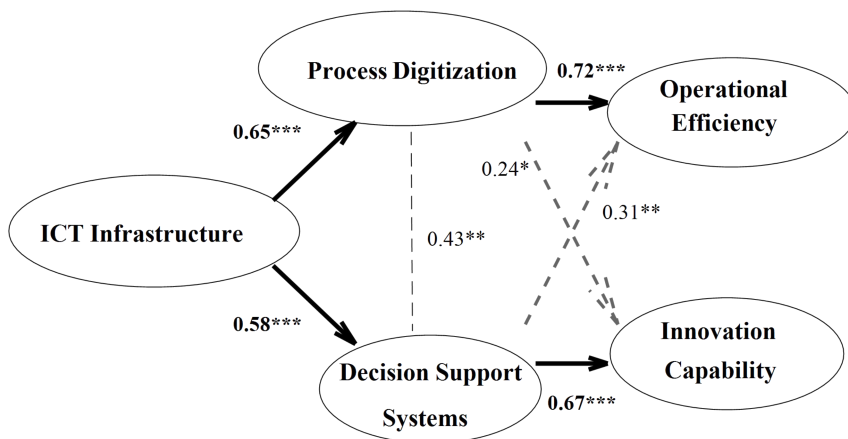 Process Digitization
0.72***
Operational
Efficiency
0.65***
0.24*
0.31**
ICT Infrastructure
0.43**
0.58***
Innovation
Capability
Decision Support
Systems
0.67***